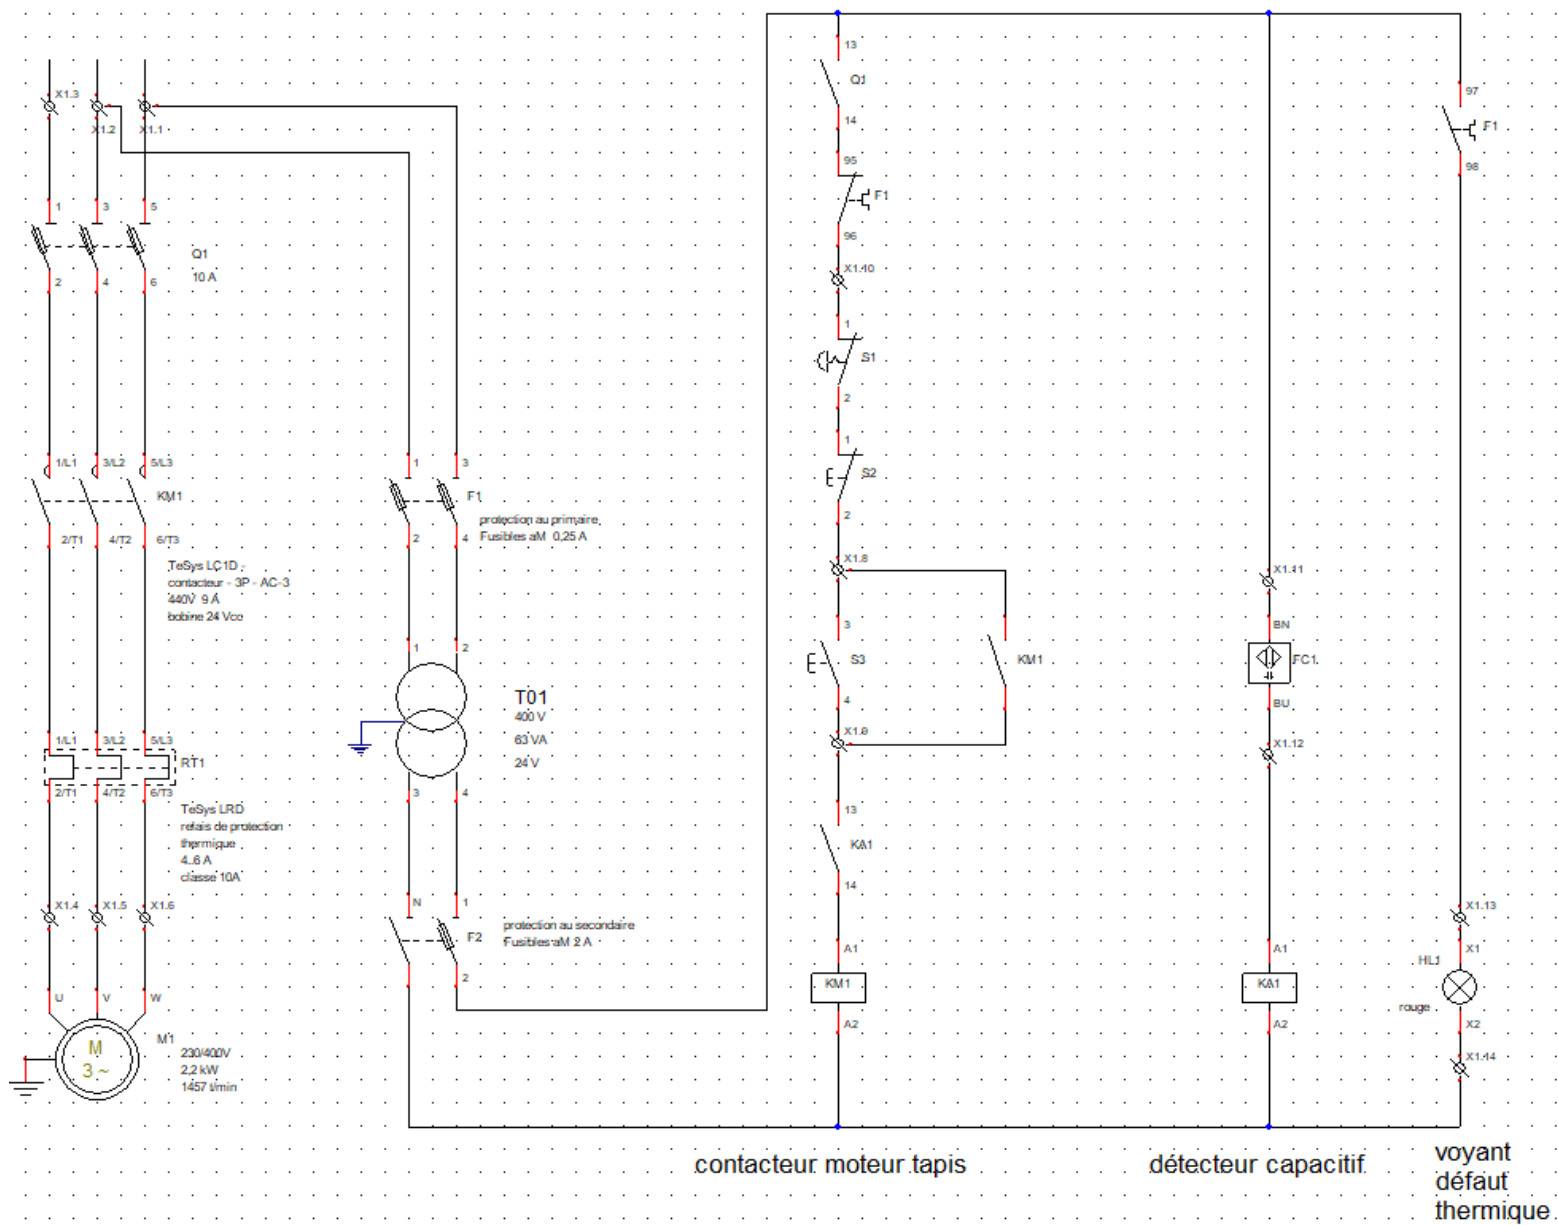 X1.3
X1.2
X1.1
1
3
5
Q1
10 A
2
4
6
1/L1
3/L2
5/L3
KM1
2/T1
4/T2
6/T3
TeSys LC1D -
contacteur - 3P - AC-3
440V 9 A
bobine 24 Vcc
1/L1
3/L2
5/L3
RT1
2/T1
4/T2
6/T3
TeSys LRD
relais de protection
thermique
4..6 A
classe 10A
X1.4
X1.5
X1.6
U
V
W
M
3 ~
M1
230/400V
2,2 kW
1457 t/min
1
3
F1
protection au primaire
Fusibles aM 0,25 A
2
4
1
2
T01
400 V
63 VA
24 V
3
4
N
1
F2
protection au secondaire
Fusibles aM 2 A
2
13
Q1
14
95
F1
96
X1.10
1
S1
2
1
S2
2
X1.8
3
S3
KM1
4
X1.9
13
KA1
14
A1
KM1
A2
X1.11
BN
FC1
BU
X1.12
A1
KA1
A2
97
F1
98
X1.13
X1
HL1
rouge
X2
X1.14
contacteur moteur tapis
détecteur capacitif
voyant
défaut
thermique